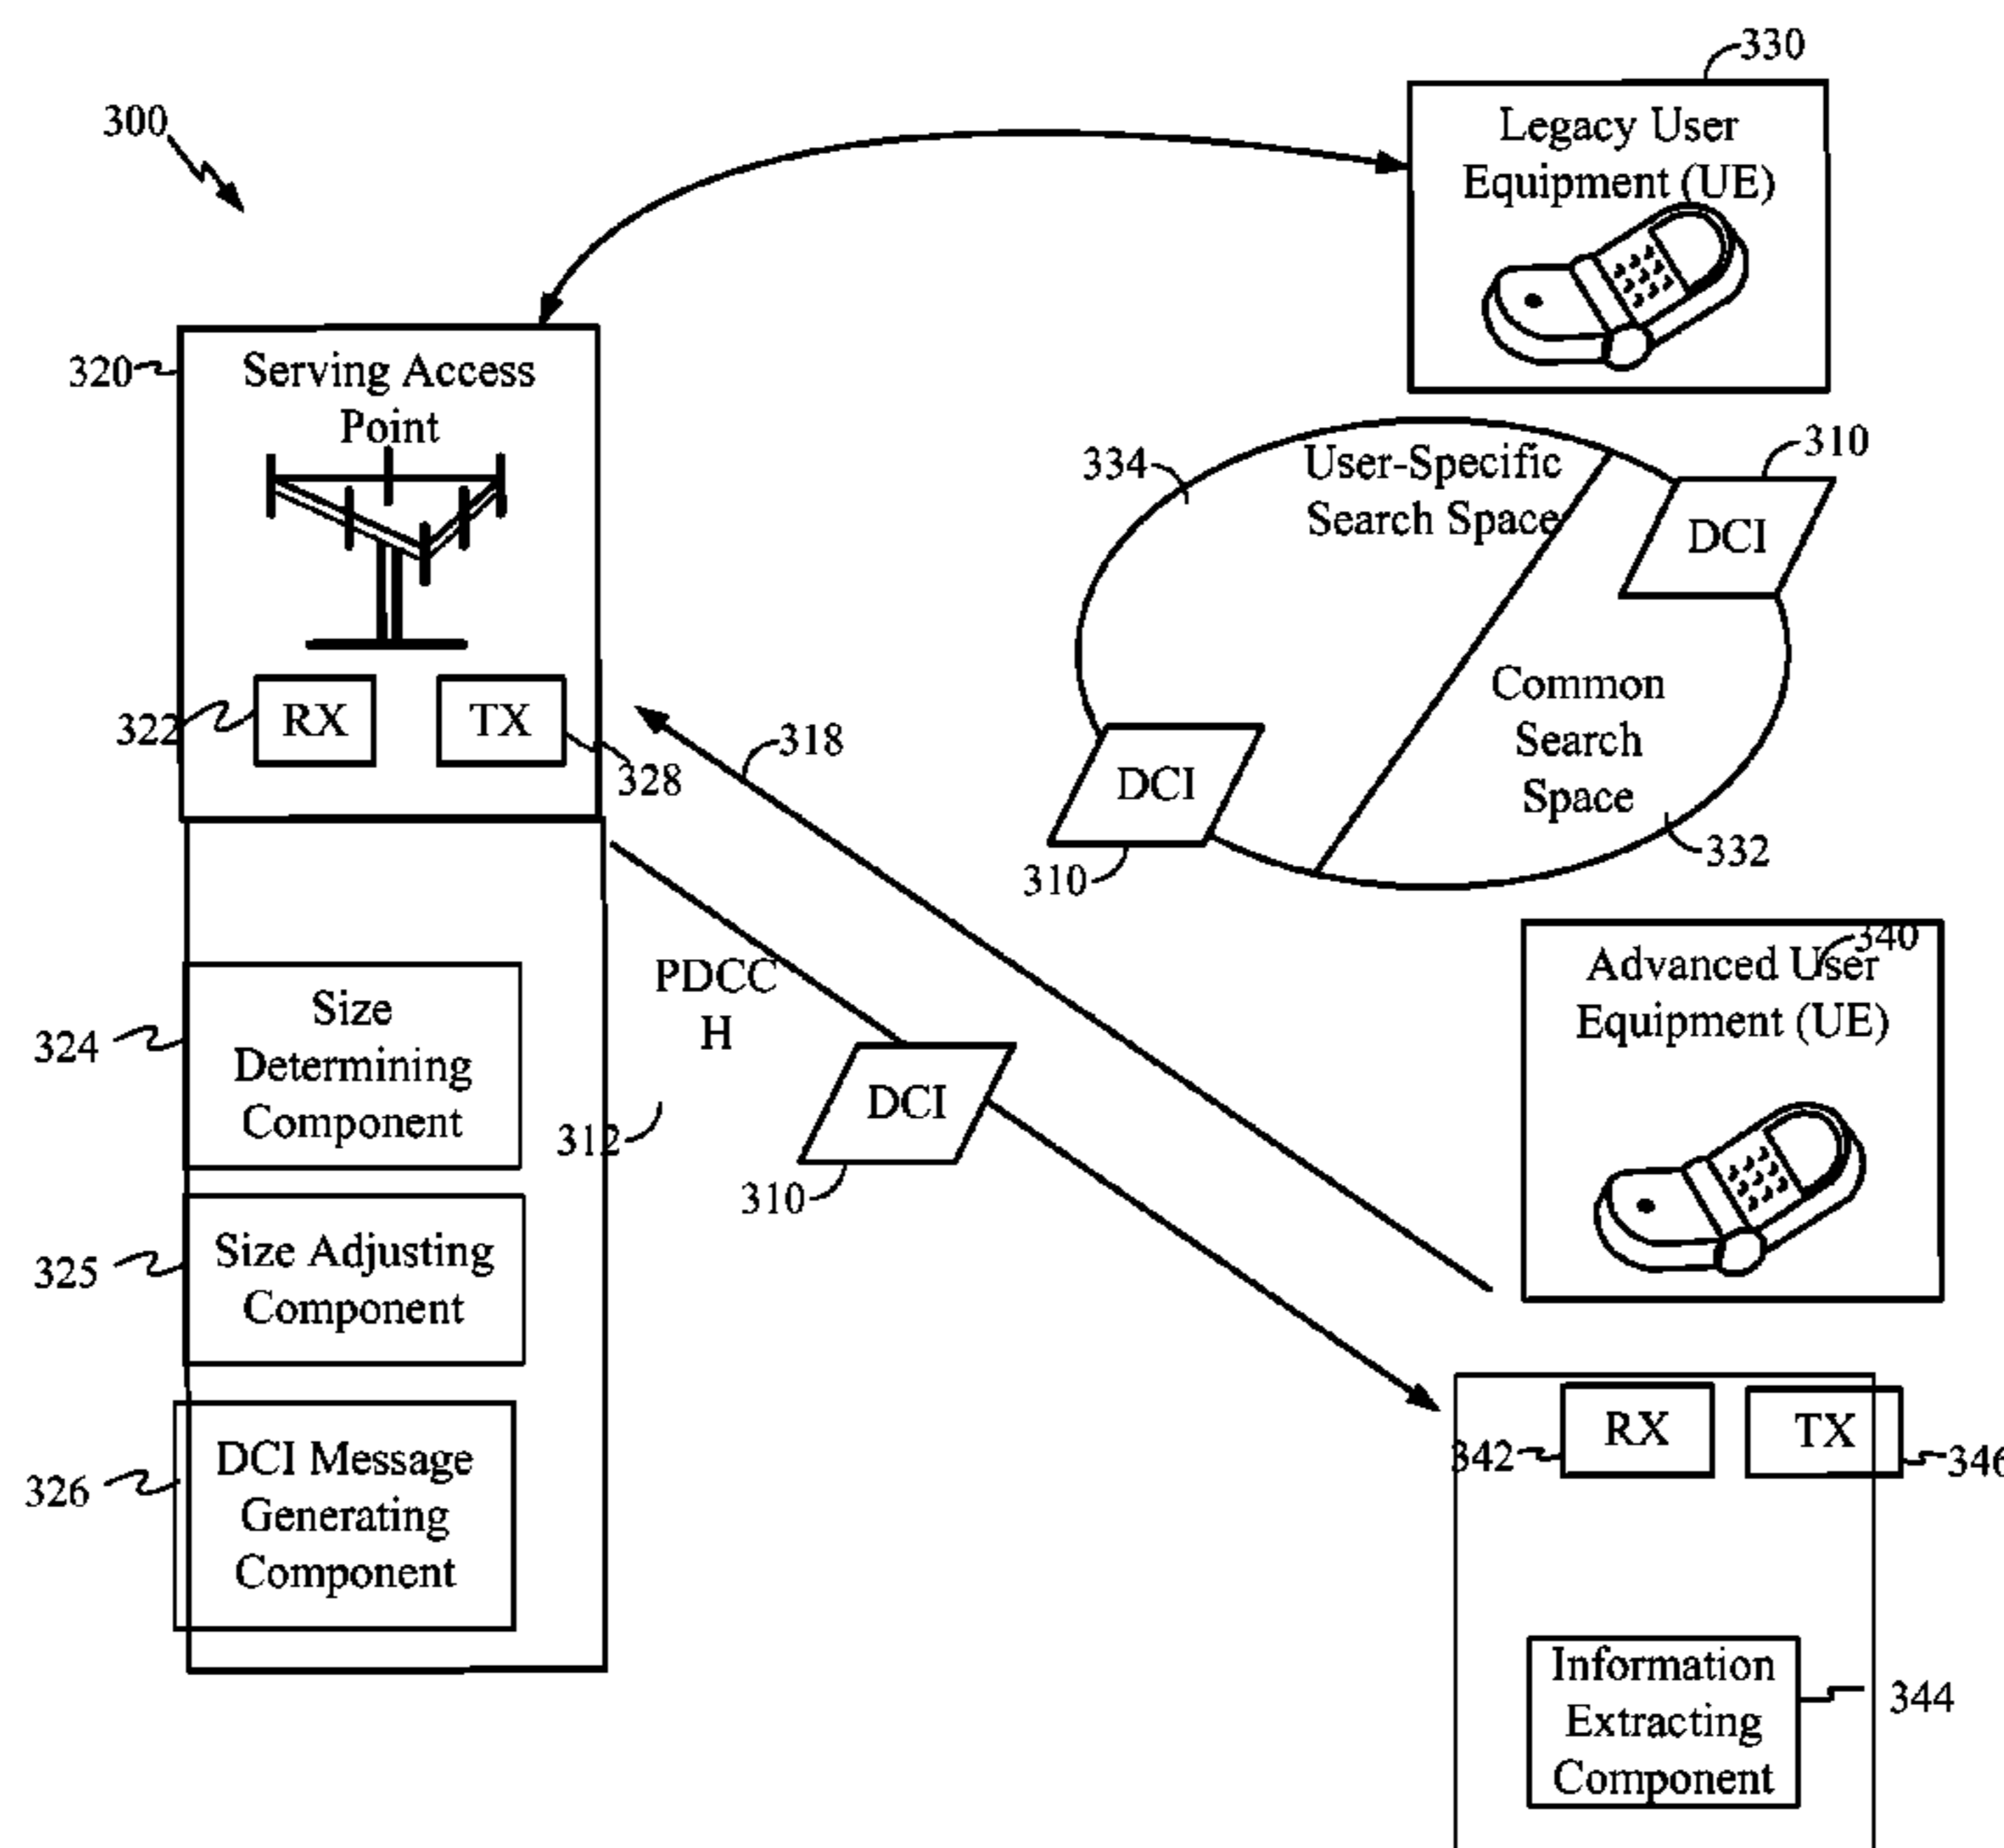 300
330
Legacy User
Equipment (UE)
320
Serving Access
Point
322
RX
TX
328
334
User-Specific
Search Space
310
DCI
Common
Search
Space
332
DCI
310
318
PDCC
H
312
DCI
310
340
Advanced User
Equipment (UE)
324
Size
Determining
Component
325
Size Adjusting
Component
326
DCI Message
Generating
Component
342
RX
TX
346
Information
Extracting
Component
344